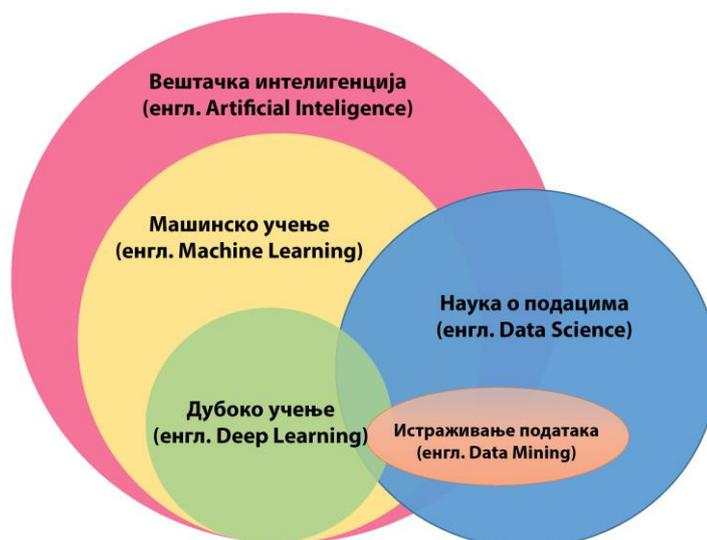 Вештачка интелигенција
(енгл. Artificial Inteligence)
Машинско учење
(енгл. Machine Learning)
Наука о подацима
(енгл. Data Science)
Дубоко учење
(енгл. Deep Learning)
Истраживање података
(енгл. Data Mining)